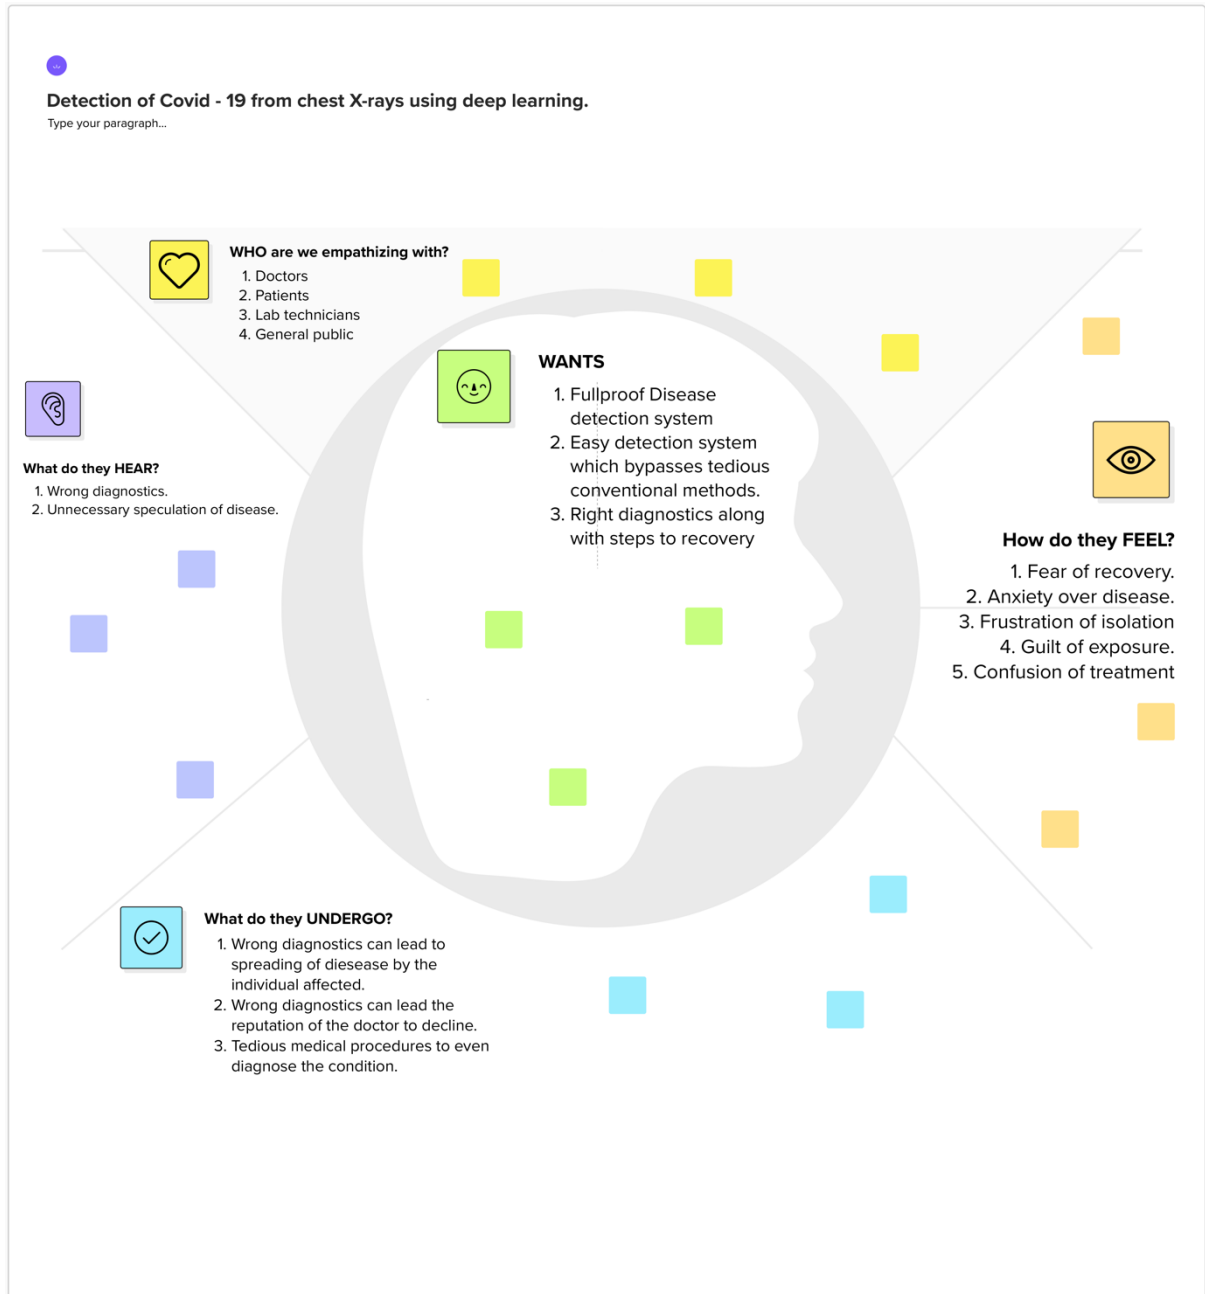 Detection of Covid - 19 from chest X-rays using deep learning.
Type your paragraph...
WHO are we empathizing with?
1. Doctors
2. Patients
3. Lab technicians
4. General public
WANTS
1. Fullproof Disease
detection system
2. Easy detection system
which bypasses tedious
conventional methods.
3. Right diagnostics along
with steps to recovery
What do they HEAR?
1. Wrong diagnostics.
2. Unnecessary speculation of disease.
How do they FEEL?
1. Fear of recovery.
2. Anxiety over disease.
3. Frustration of isolation
4. Guilt of exposure.
5. Confusion of treatment
What do they UNDERGO?
1. Wrong diagnostics can lead to
spreading of diesease by the
individual affected.
2. Wrong diagnostics can lead the
reputation of the doctor to decline.
3. Tedious medical procedures to even
diagnose the condition.